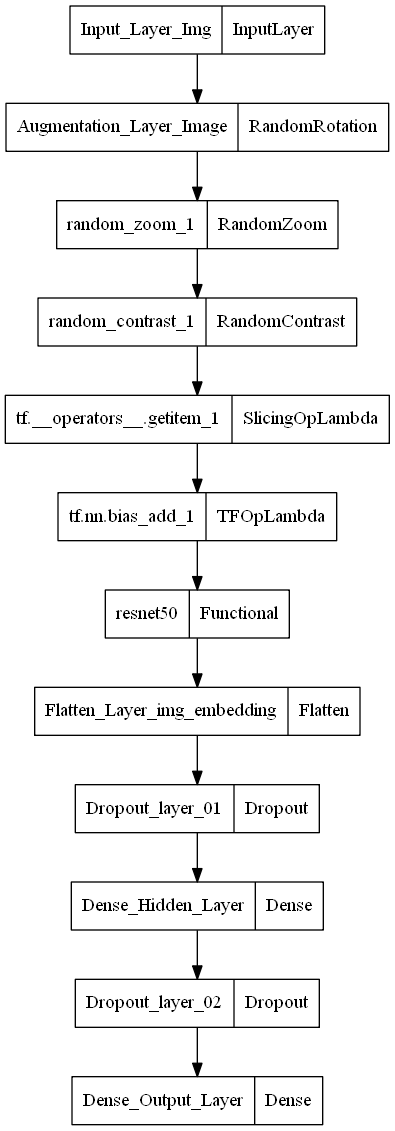 Input_Layer_Img InputLayer
Augmentation_Layer_Image RandomRotation
random_zoom_1 RandomZoom
random_contrast_1 RandomContrast
tf.__operators__.getitem_1 SlicingOpLambda
tf.nn.bias_add_1 TFOpLambda
resnet50 Functional
Flatten_Layer_img_embedding Flatten
Dropout_layer_01 Dropout
Dense_Hidden_Layer Dense
Dropout_layer_02 Dropout
Dense_Output_Layer Dense